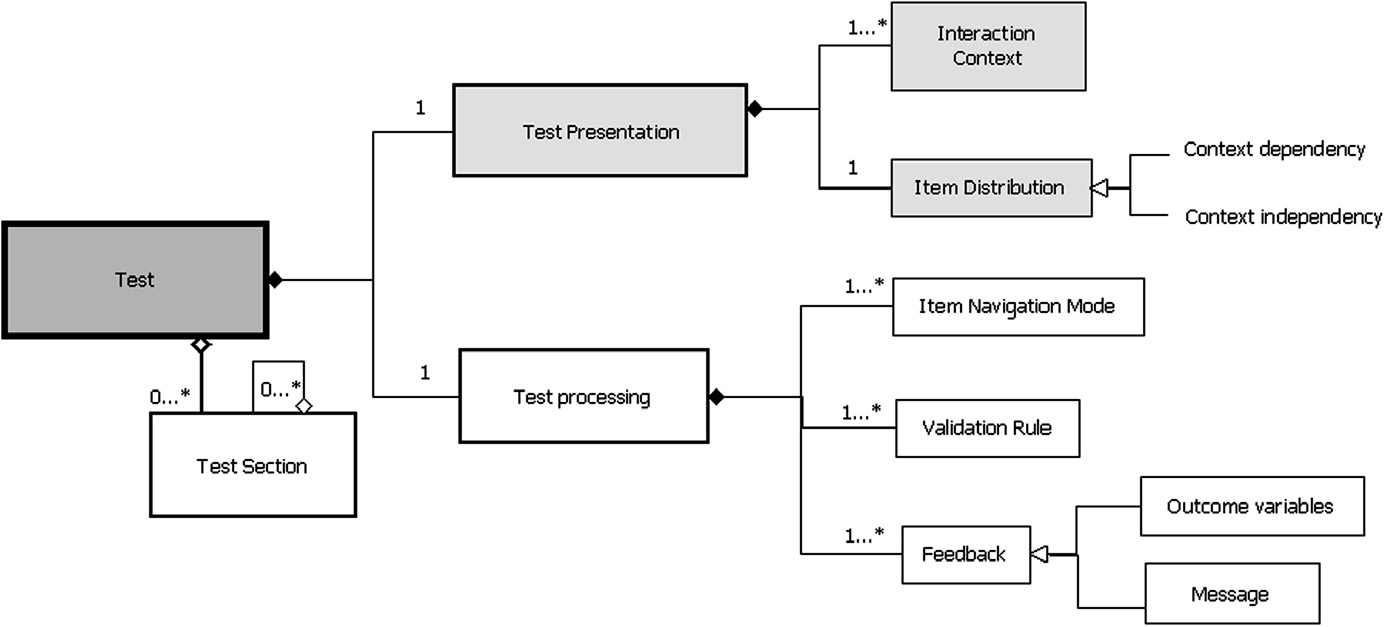 1...*
Interaction
Context
1
Test Presentation
1
Item Distribution
Context dependency
Context independency
Test
1...*
Item Navigation Mode
0...*
0...*
1
Test processing
1...*
Validation Rule
Test Section
Outcome variables
1...*
Feedback
Message